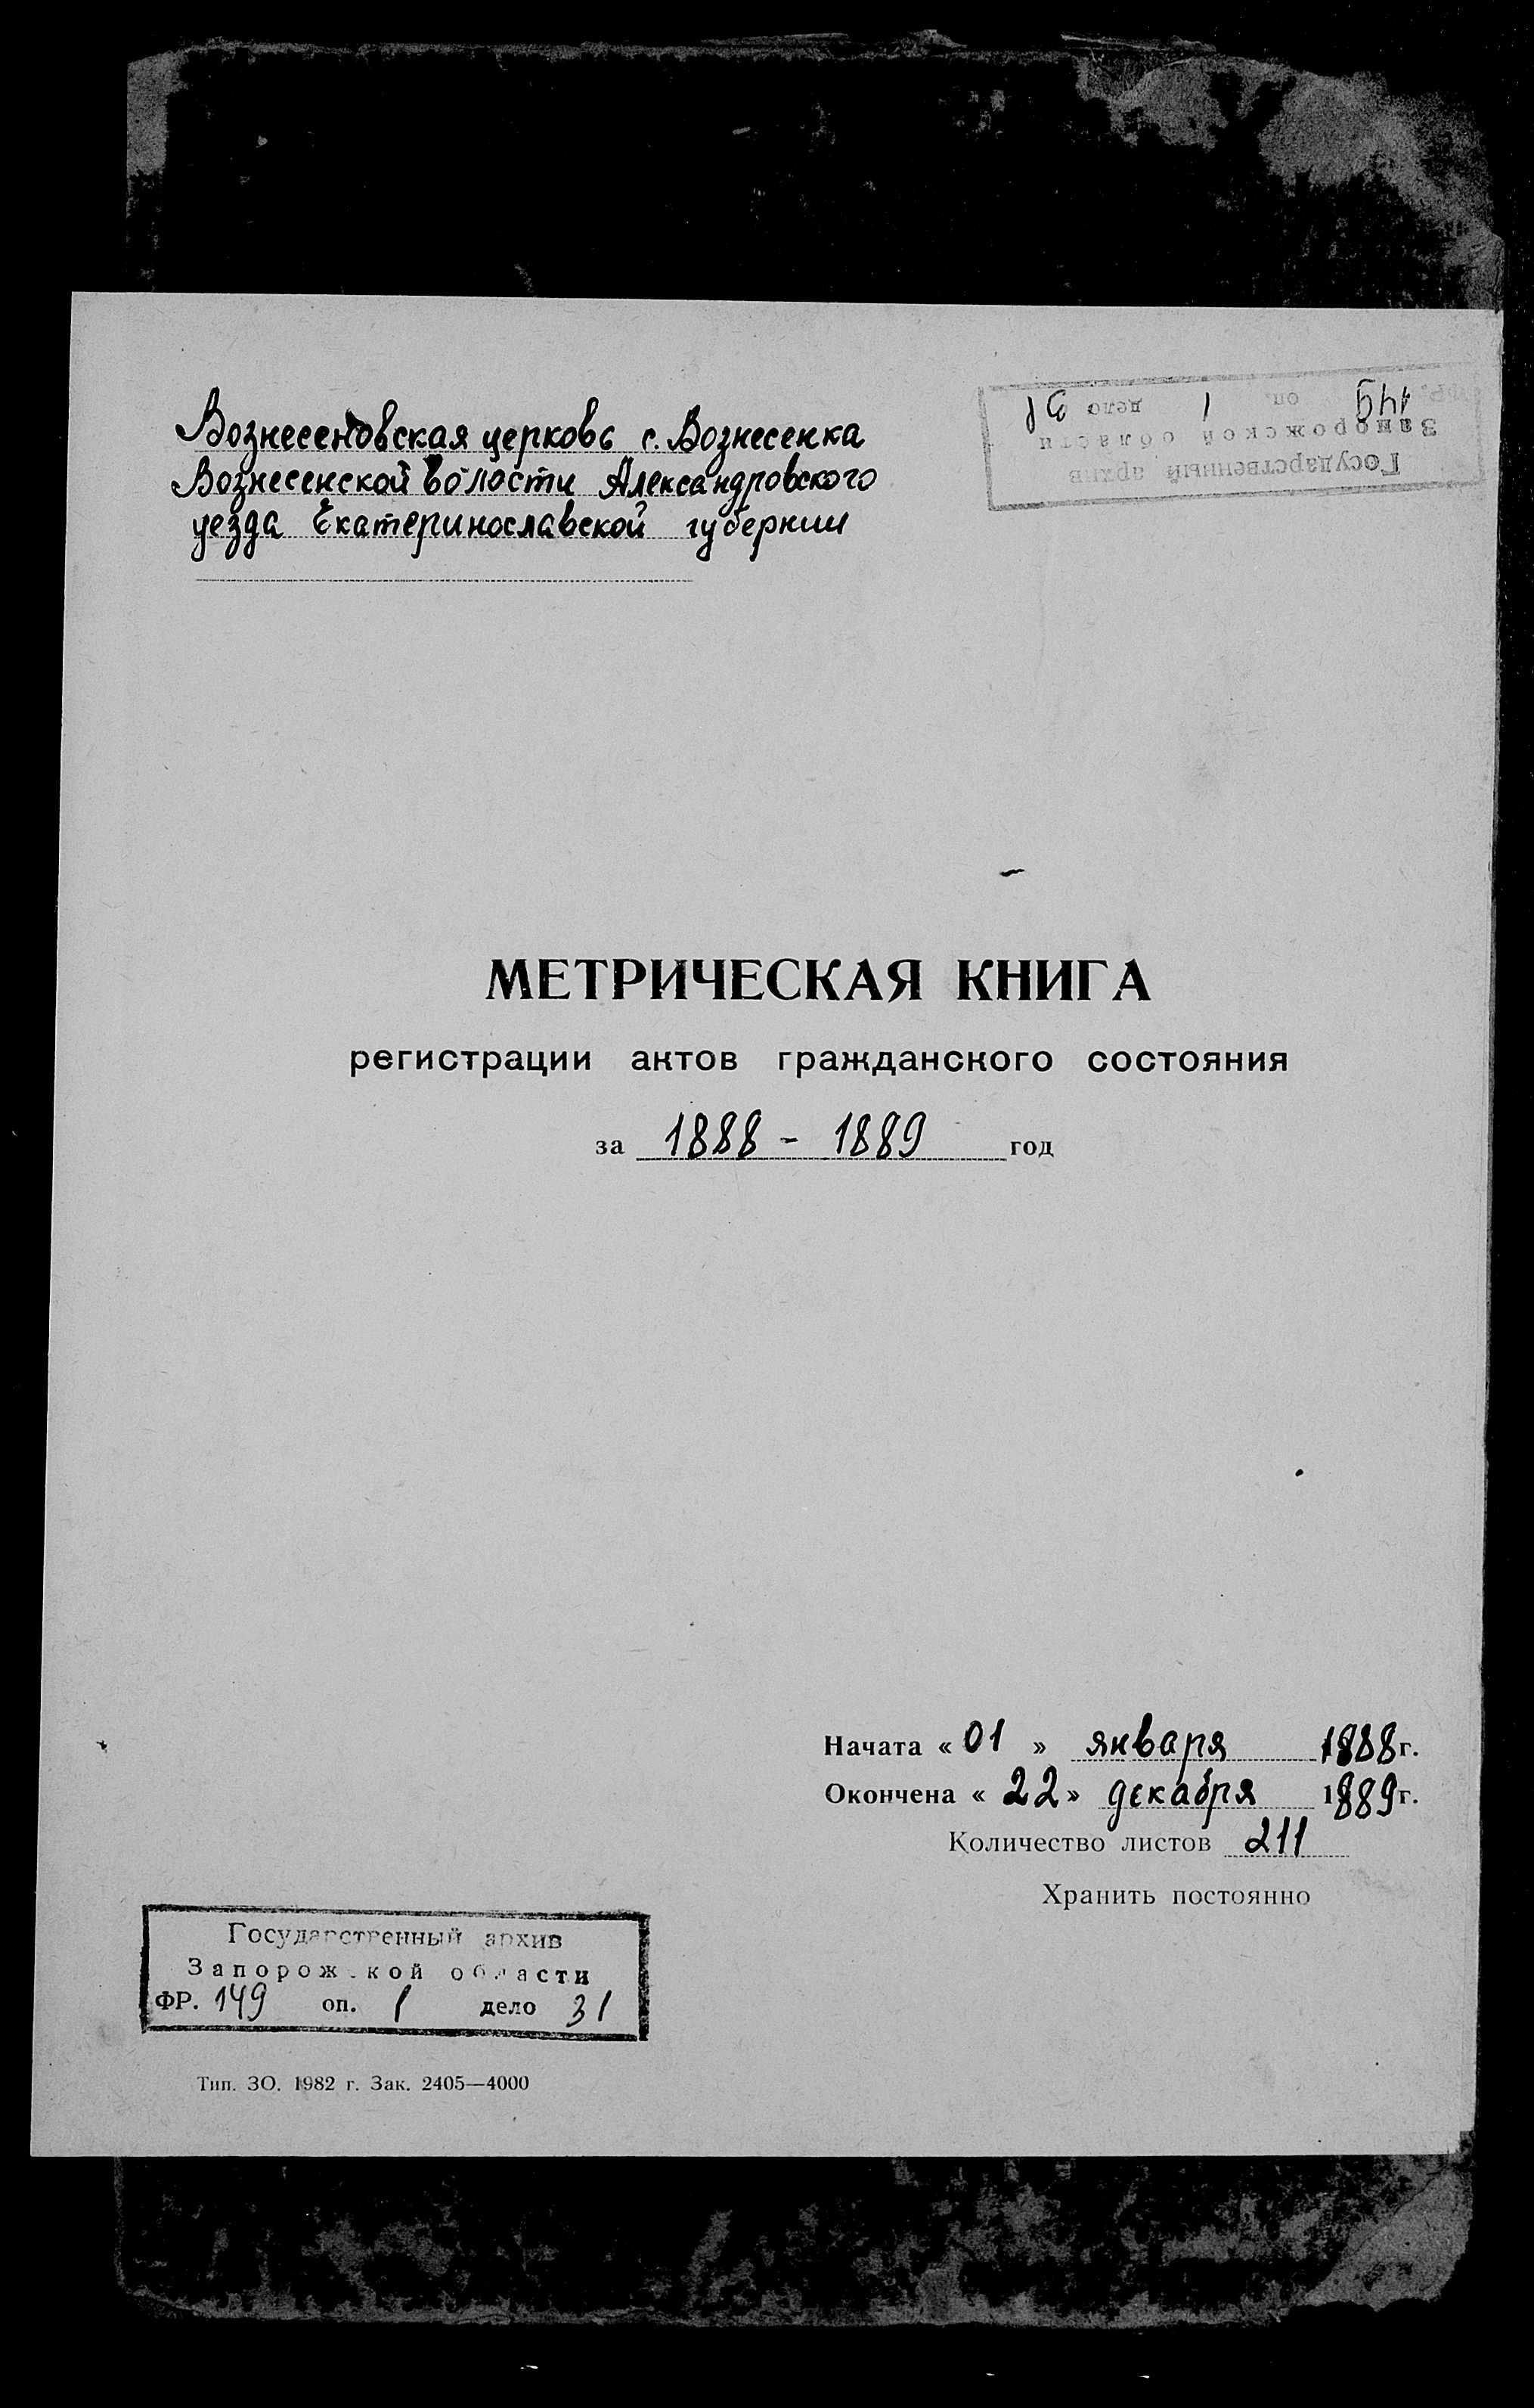 Вознесеновская церковь с. Вознесенка
Вознесенской волости Александровского
уезда Екатеринославской губернии
Государственный архив
Запорожской области
ФР. 149 оп. 1 дело 31
МЕТРИЧЕСКАЯ КНИГА
регистрации актов гражданского состояния
за 1888 - 1889 год
Начата « 01 » января 1888 г.
Окончена « 22 » декабря 1889 г.
Количество листов 211
Хранить постоянно
Государственный архив
Запорожской области
ФР. 149 оп. 1 дело 31
Тип. ЗО. 1982 г. Зак. 2405—4000